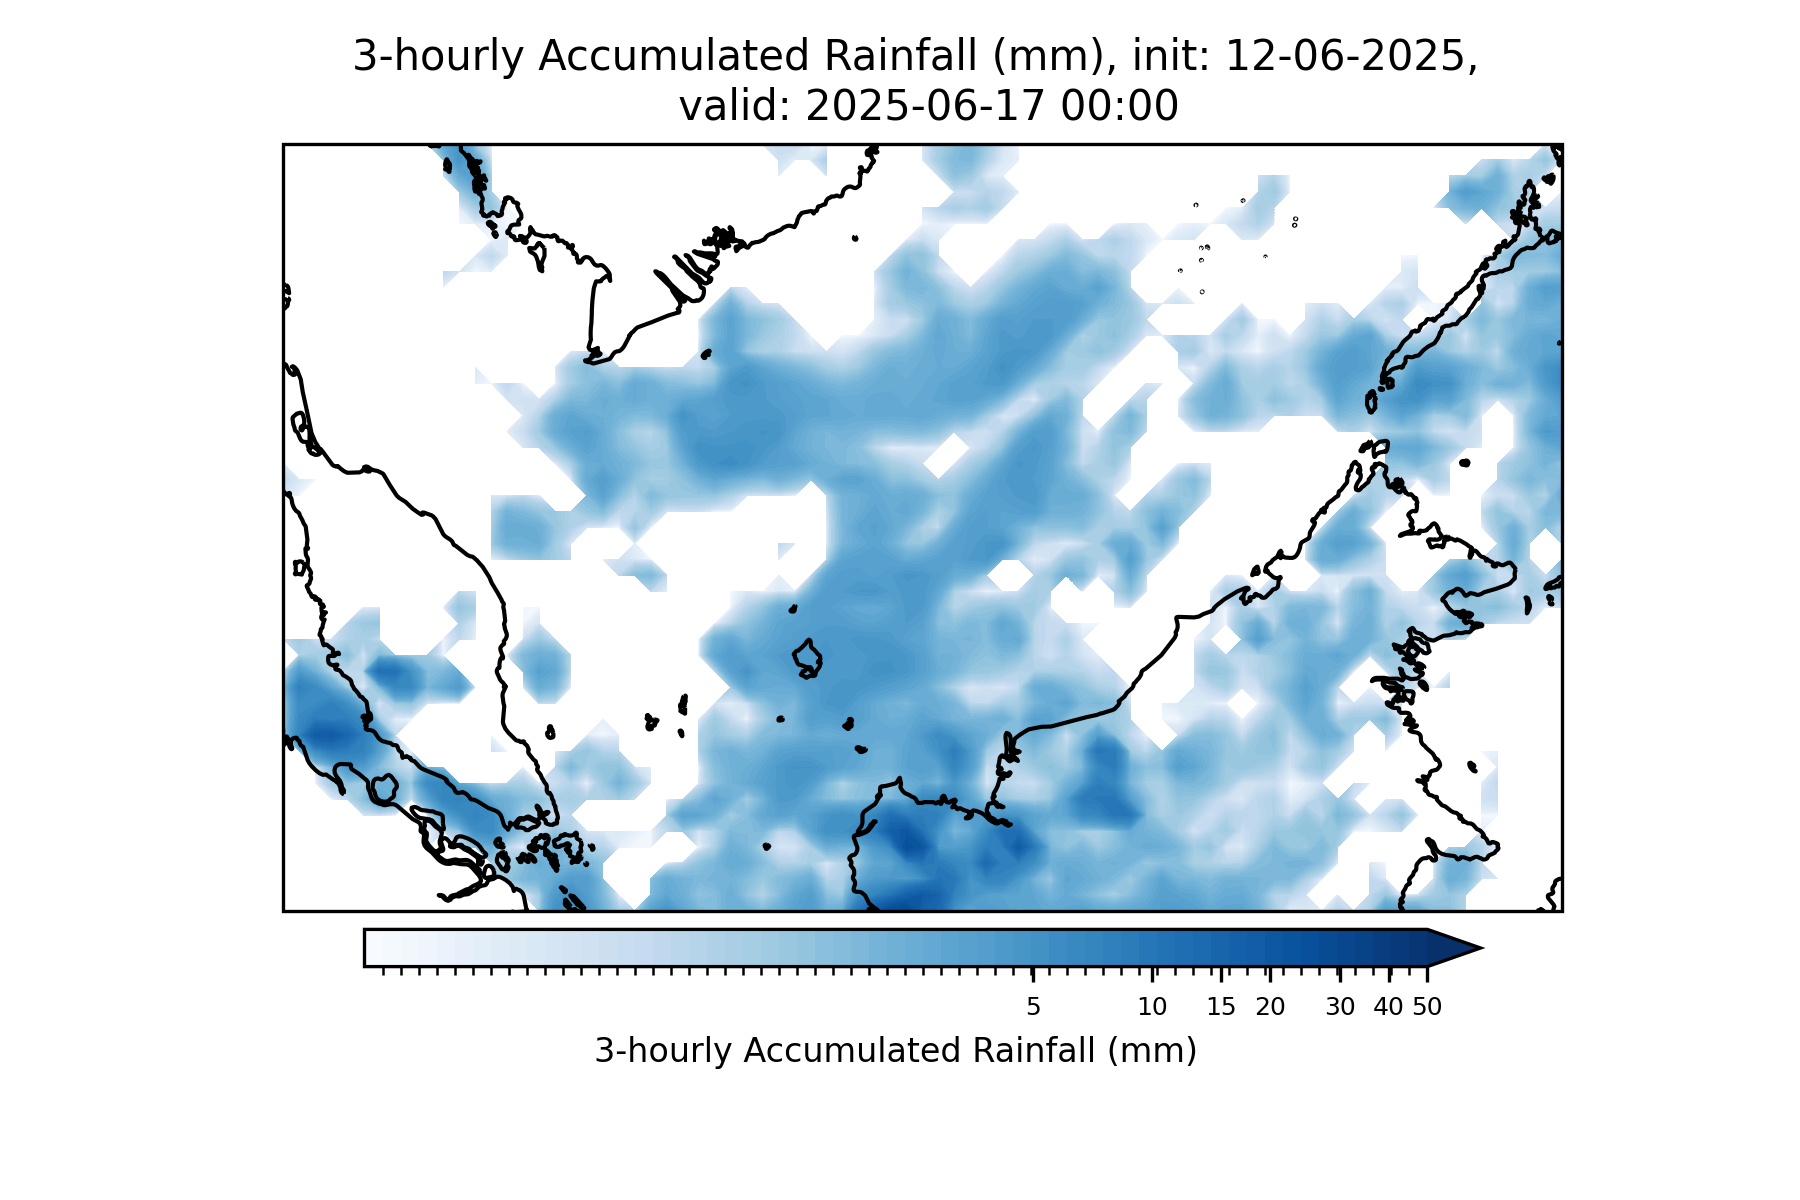 3-hourly Accumulated Rainfall (mm), init: 12-06-2025,
valid: 2025-06-17 00:00
5 10 15 20 30 40 50
3-hourly Accumulated Rainfall (mm)